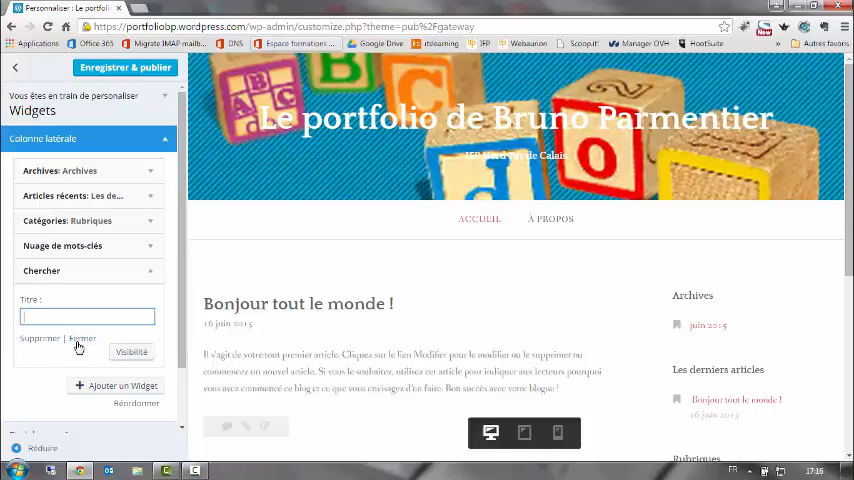 Personnaliser : Le portfoli
https://portfoliobp.wordpress.com/wp-admin/customize.php?theme=pub%2Fgateway
Applications Office 365 Migrate IMAP mailb... DNS Espace formations ... Google Drive itslearning IFP Webaunon Scoop.it! Manager OVH HootSuite Autres favoris
Enregistrer & publier
Vous êtes en train de personaliser
Widgets
Colonne latérale
Archives: Archives
Articles récents: Les de...
Catégories: Rubriques
Nuage de mots-clés
Chercher
Titre :
Supprimer | Fermer
Visibilité
+ Ajouter un Widget
Réordonner
Réduire
Le portfolio de Bruno Parmentier
IFP Nord Pas de Calais
ACCUEIL À PROPOS
Bonjour tout le monde !
16 juin 2015
Il s'agit de votre tout premier article. Cliquez sur le lien Modifier pour le modifier ou le supprimer ou
commencez un nouvel article. Si vous le souhaitez, utilisez cet article pour indiquer aux lecteurs pourquoi
vous avez commencé ce blog et ce que vous envisagez d'en faire. Bon succès avec votre blogue !
Archives
juin 2015
Les derniers articles
Bonjour tout le monde !
16 juin 2015
Rubriques
FR 17:16